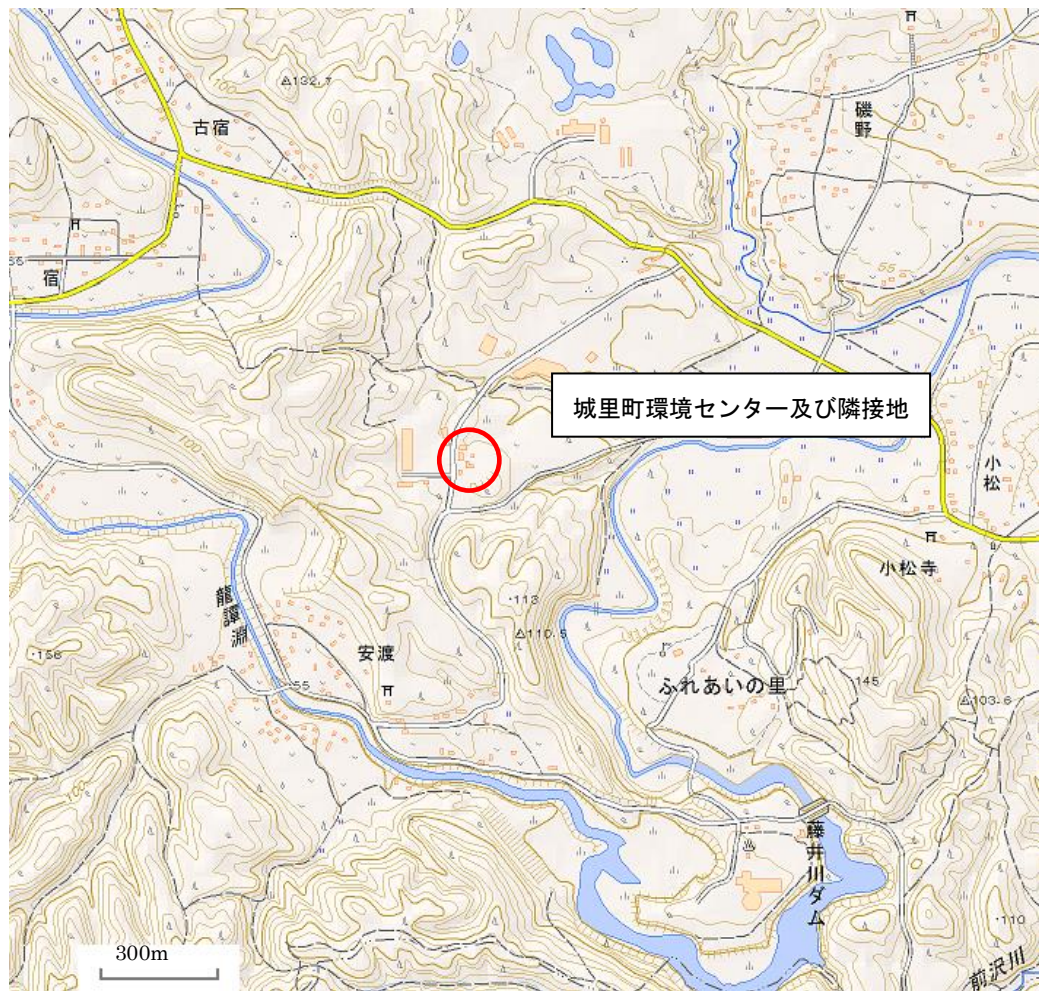 132.7
古宿
磯野
宿
55
城里町環境センター及び隣接地
小松
小松寺
100
龍譚淵
113
110.5
安渡
55
ふれあいの里
145
103.6
156
100
藤井川ダム
110
前沢川
300m